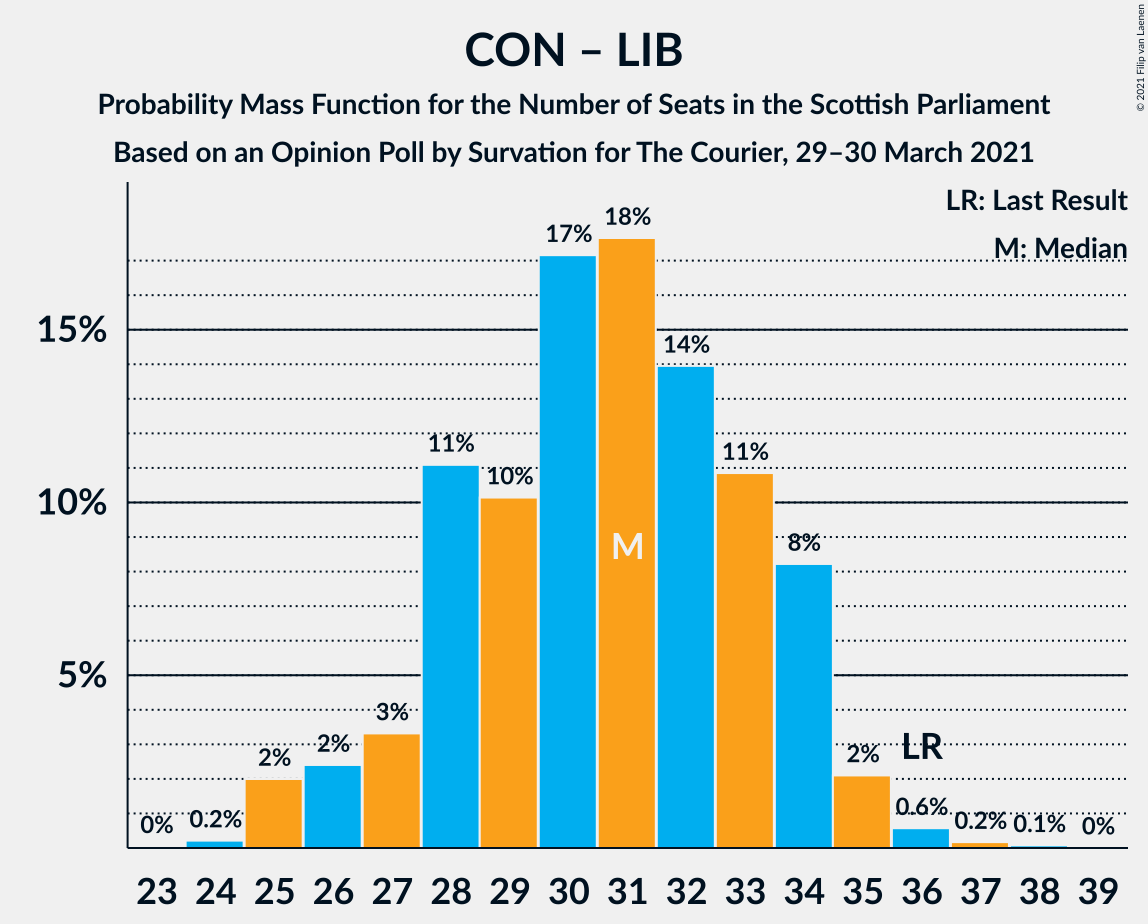 CON – LIB
Probability Mass Function for the Number of Seats in the Scottish Parliament
Based on an Opinion Poll by Survation for The Courier, 29–30 March 2021
© 2021 Filip van Laenen
LR: Last Result
M: Median
15%
10%
5%
0%
0.2%
2%
2%
3%
11%
10%
17%
18%
14%
11%
8%
2%
0.6%
0.2%
0.1%
0%
M
LR
23 24 25 26 27 28 29 30 31 32 33 34 35 36 37 38 39